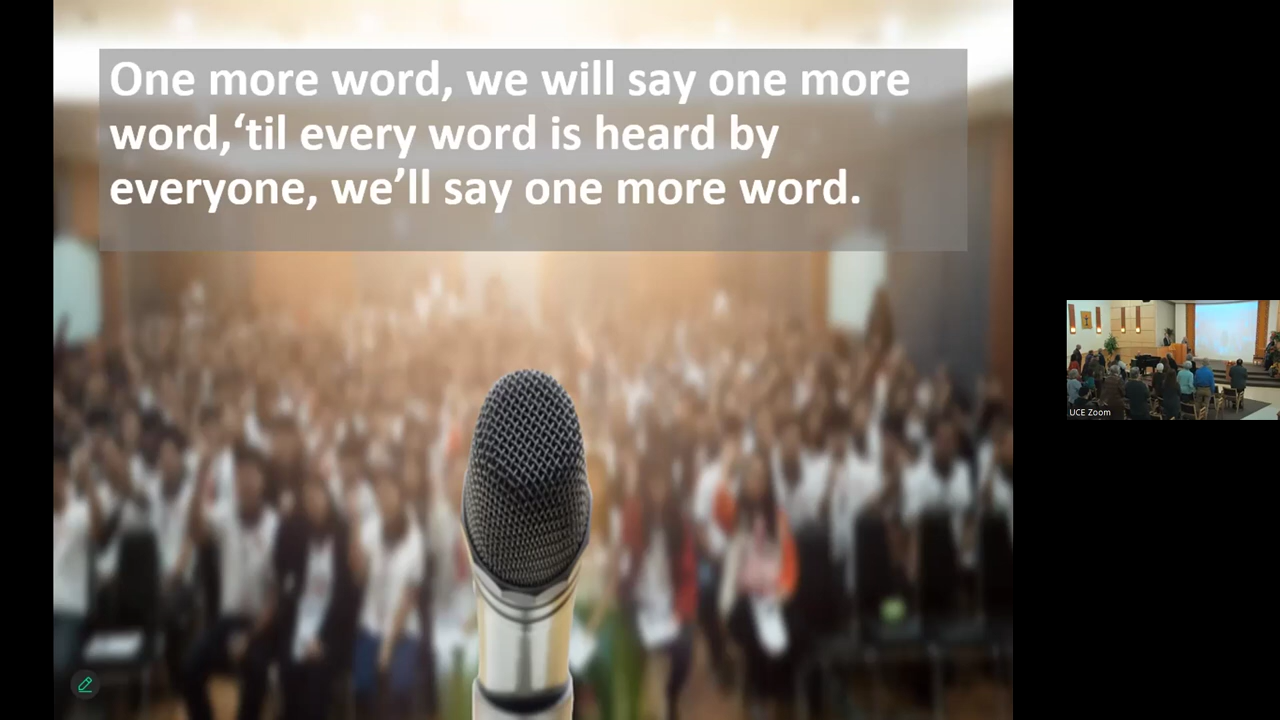 One more word, we will say one more
word,‘til every word is heard by
everyone, we’ll say one more word.
UCE Zoom